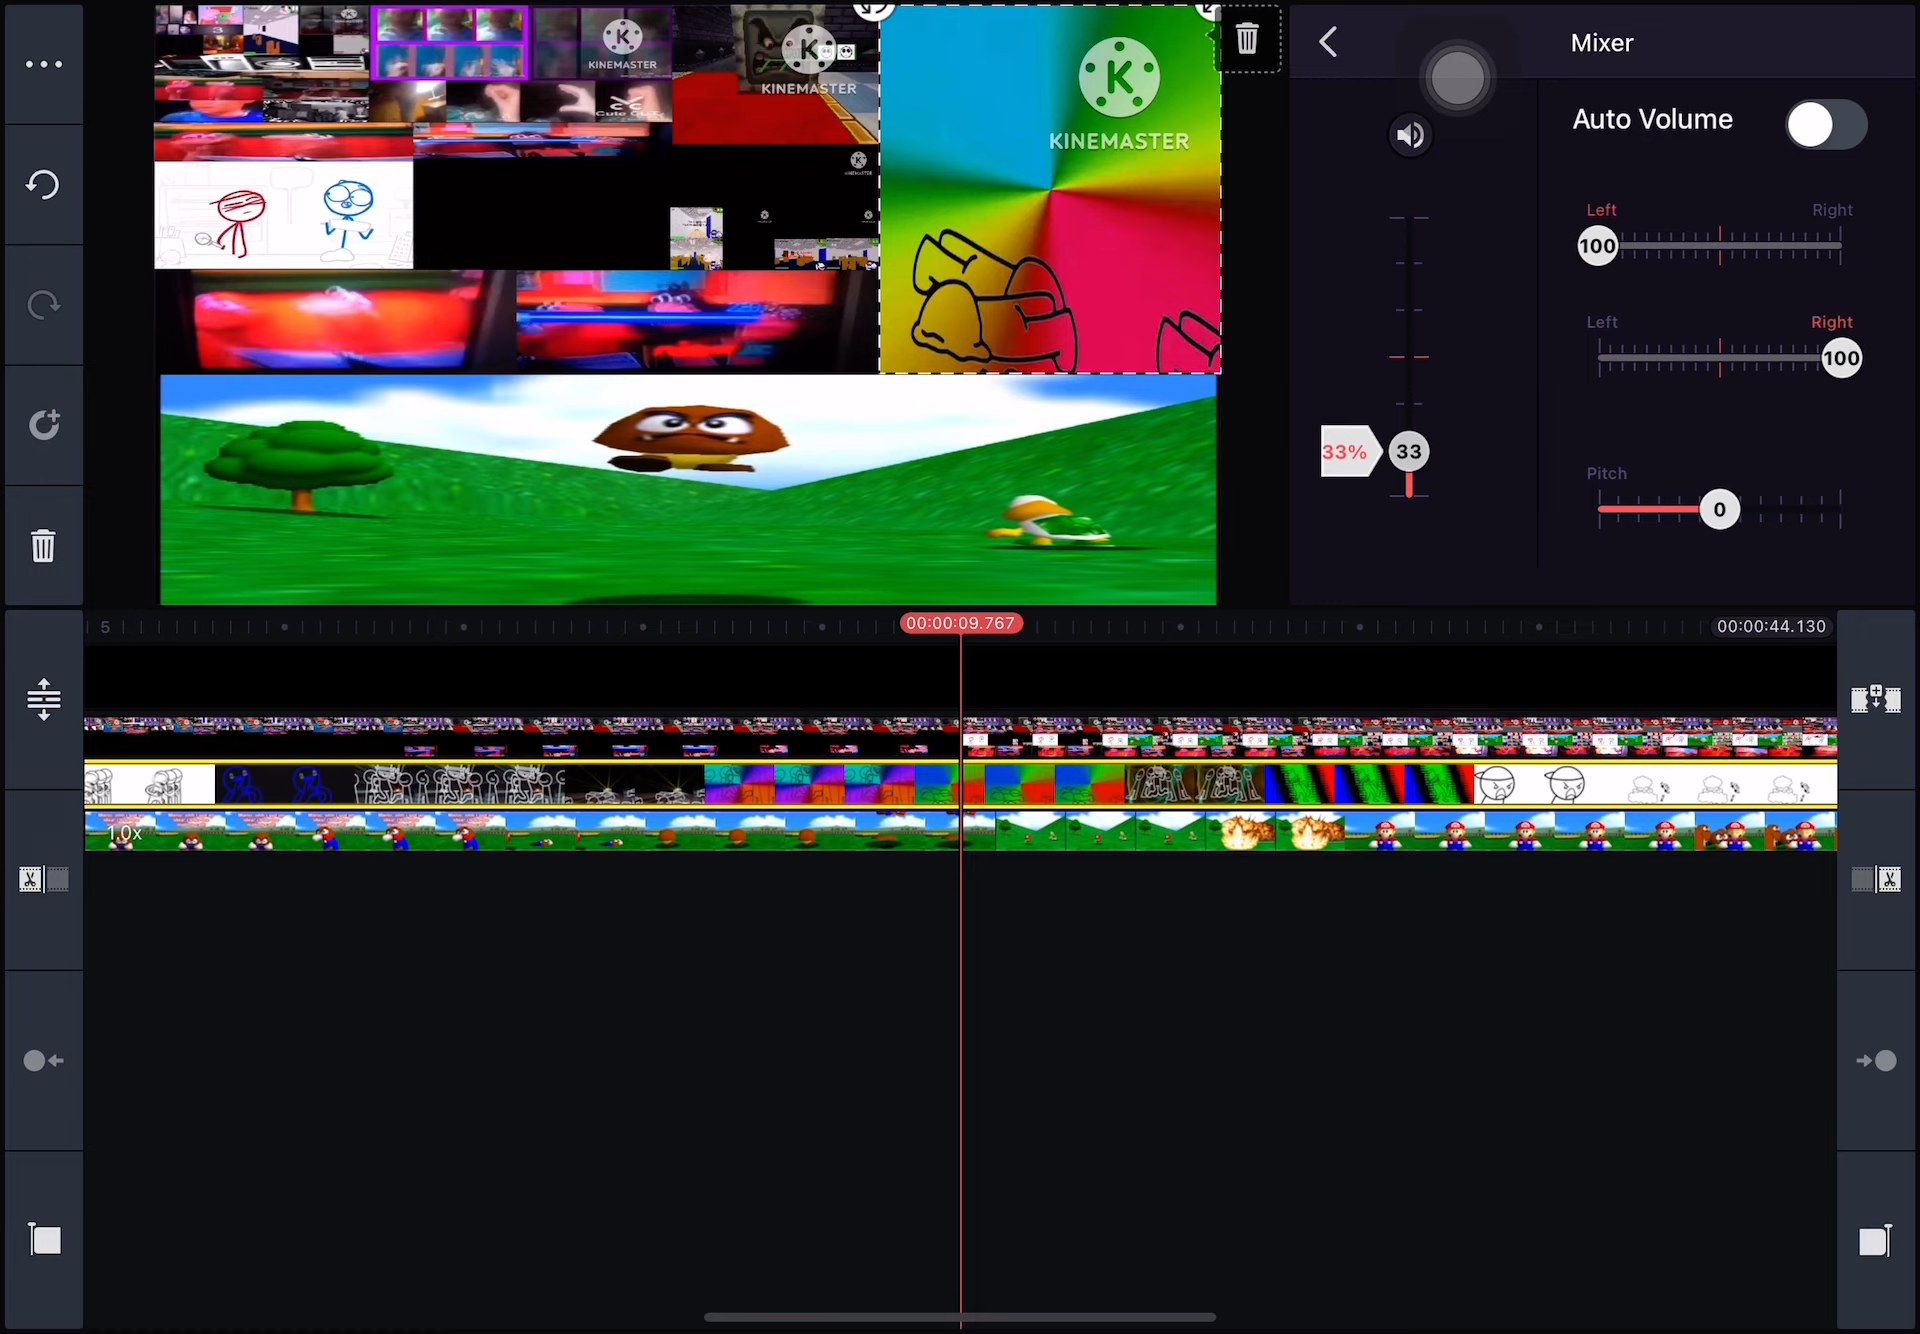 KINEMASTER
KINEMASTER
KINEMASTER
Mixer
Auto Volume
Left
Right
100
Left
Right
100
33%
33
Pitch
0
5
00:00:09.767
00:00:44.130
1.0x